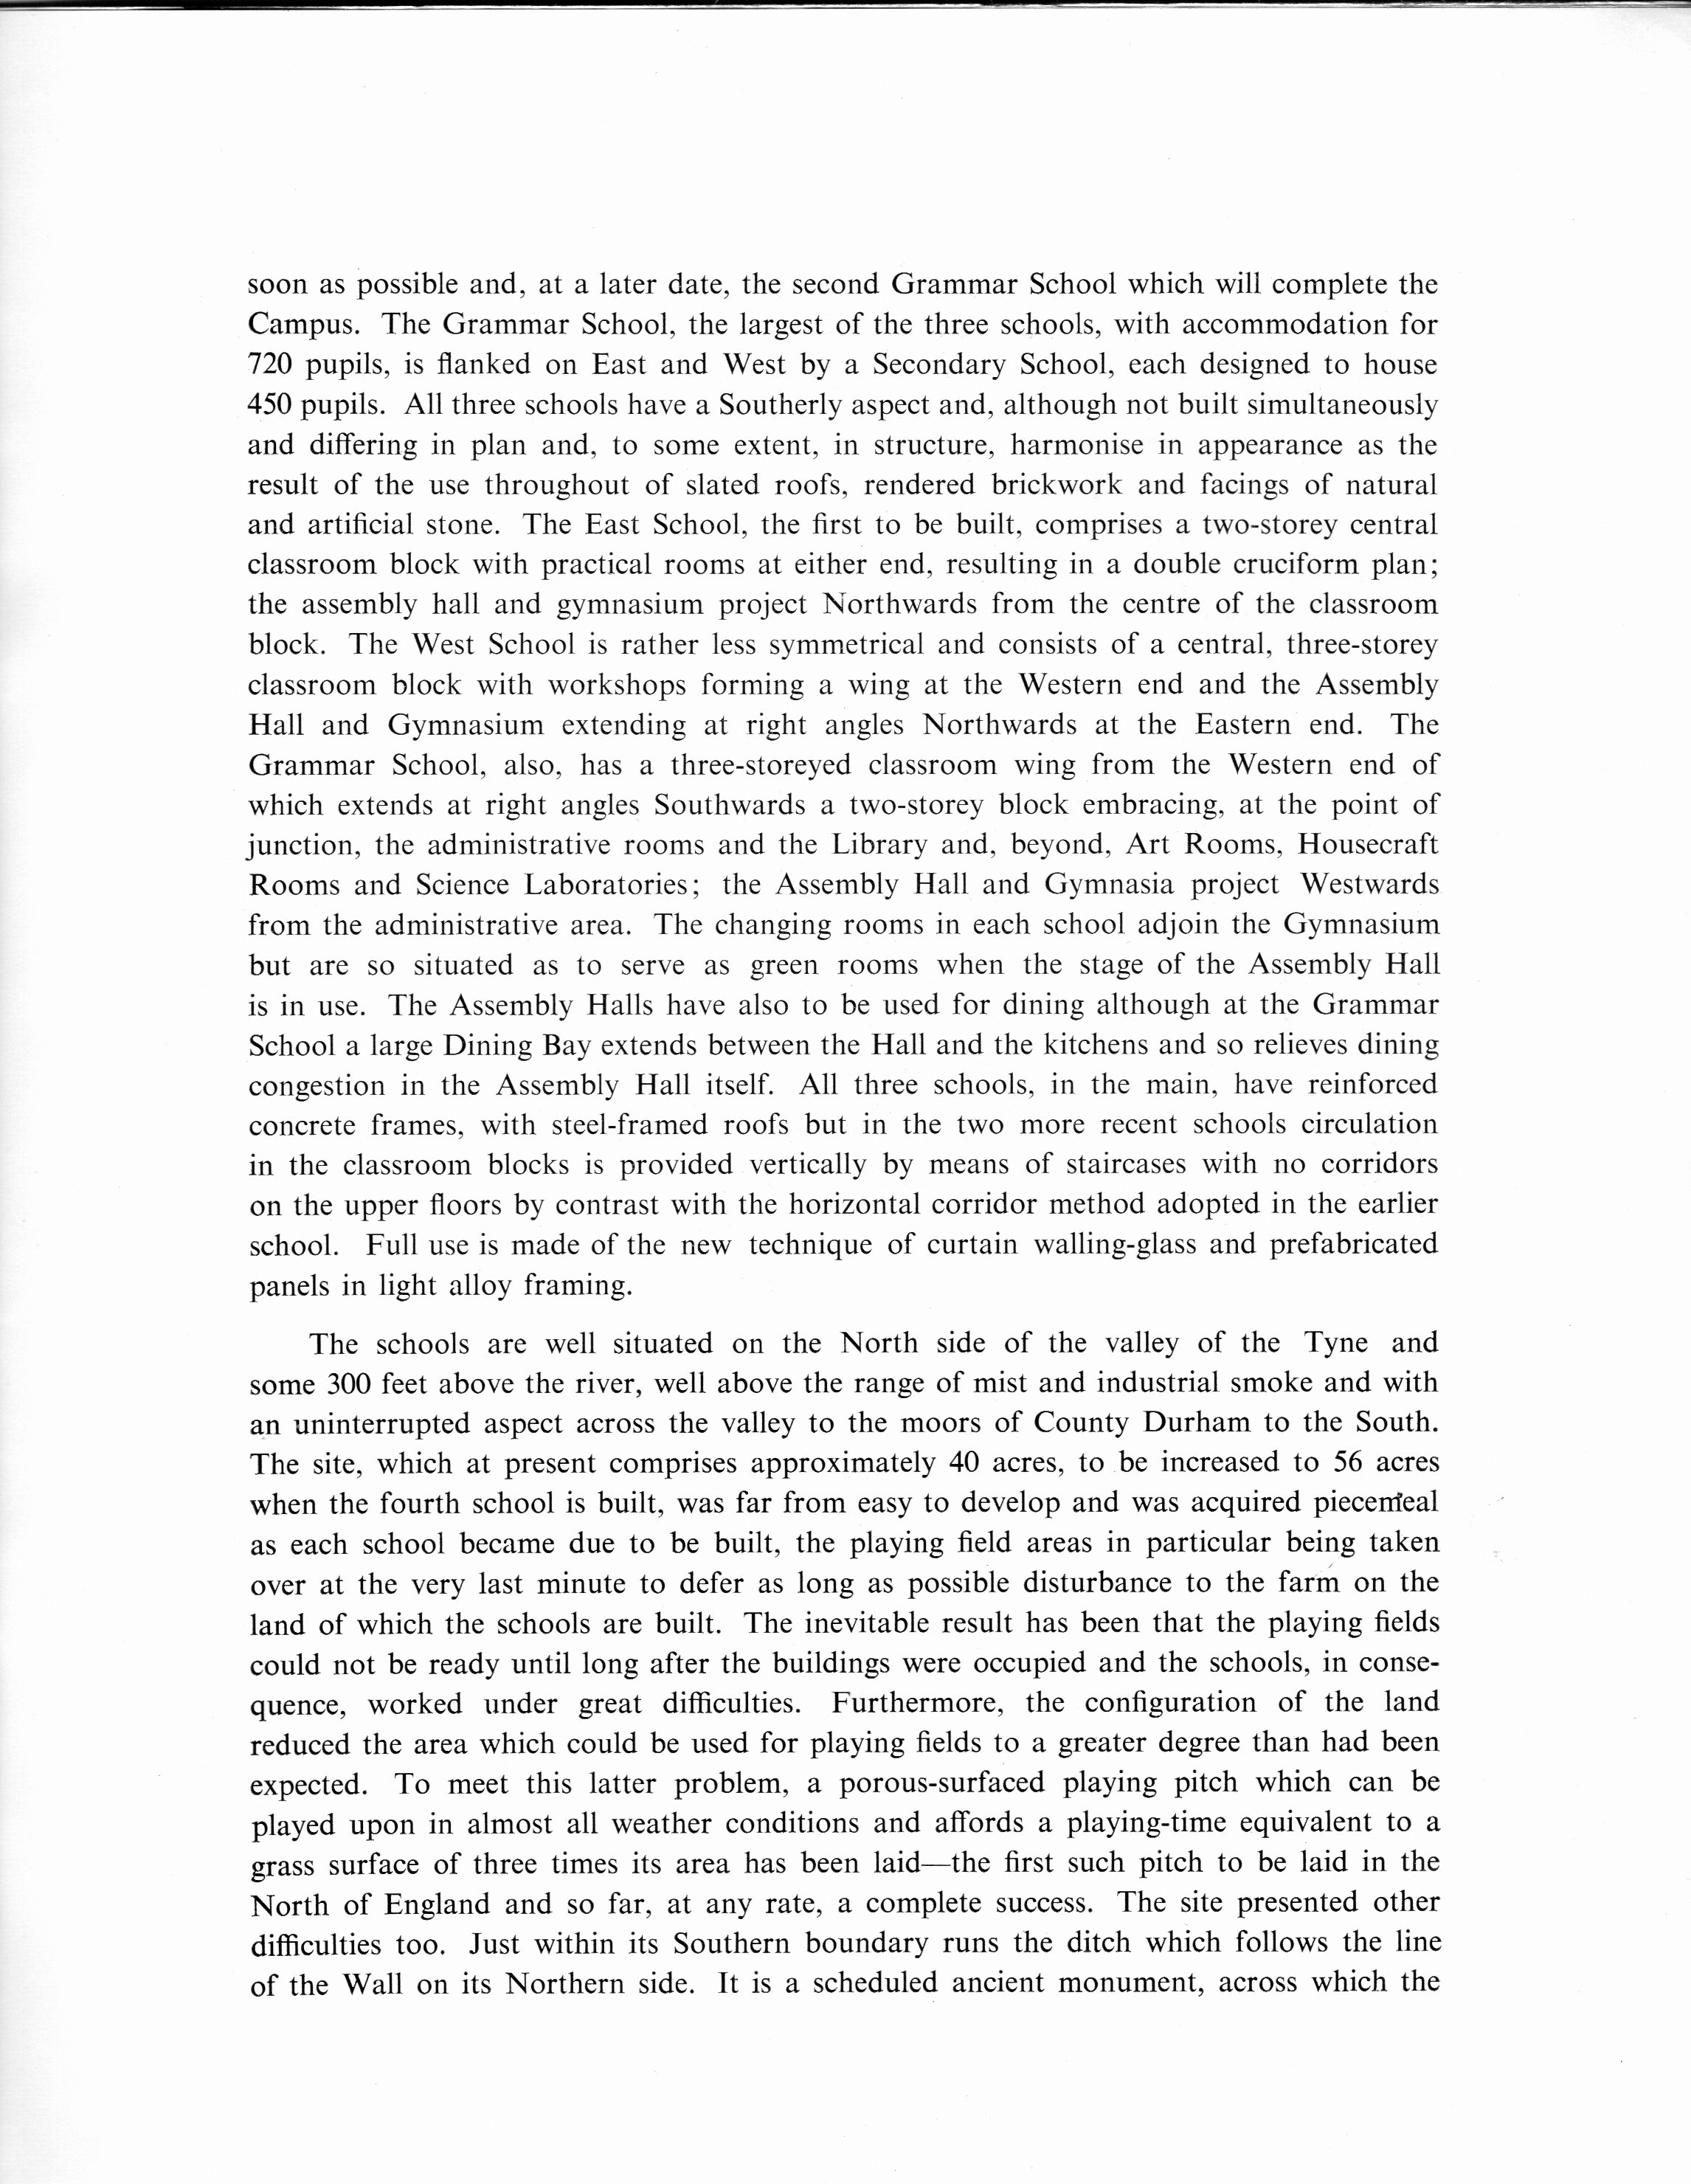 soon as possible and, at a later date, the second Grammar School which will complete the
Campus. The Grammar School, the largest of the three schools, with accommodation for
720 pupils, is flanked on East and West by a Secondary School, each designed to house
450 pupils. All three schools have a Southerly aspect and, although not built simultaneously
and differing in plan and, to some extent, in structure, harmonise in appearance as the
result of the use throughout of slated roofs, rendered brickwork and facings of natural
and artificial stone. The East School, the first to be built, comprises a two-storey central
classroom block with practical rooms at either end, resulting in a double cruciform plan;
the assembly hall and gymnasium project Northwards from the centre of the classroom
block. The West School is rather less symmetrical and consists of a central, three-storey
classroom block with workshops forming a wing at the Western end and the Assembly
Hall and Gymnasium extending at right angles Northwards at the Eastern end. The
Grammar School, also, has a three-storeyed classroom wing from the Western end of
which extends at right angles Southwards a two-storey block embracing, at the point of
junction, the administrative rooms and the Library and, beyond, Art Rooms, Housecraft
Rooms and Science Laboratories; the Assembly Hall and Gymnasia project Westwards
from the administrative area. The changing rooms in each school adjoin the Gymnasium
but are so situated as to serve as green rooms when the stage of the Assembly Hall
is in use. The Assembly Halls have also to be used for dining although at the Grammar
School a large Dining Bay extends between the Hall and the kitchens and so relieves dining
congestion in the Assembly Hall itself. All three schools, in the main, have reinforced
concrete frames, with steel-framed roofs but in the two more recent schools circulation
in the classroom blocks is provided vertically by means of staircases with no corridors
on the upper floors by contrast with the horizontal corridor method adopted in the earlier
school. Full use is made of the new technique of curtain walling-glass and prefabricated
panels in light alloy framing.
The schools are well situated on the North side of the valley of the Tyne and
some 300 feet above the river, well above the range of mist and industrial smoke and with
an uninterrupted aspect across the valley to the moors of County Durham to the South.
The site, which at present comprises approximately 40 acres, to be increased to 56 acres
when the fourth school is built, was far from easy to develop and was acquired piecemeal
as each school became due to be built, the playing field areas in particular being taken
over at the very last minute to defer as long as possible disturbance to the farm on the
land of which the schools are built. The inevitable result has been that the playing fields
could not be ready until long after the buildings were occupied and the schools, in conse-
quence, worked under great difficulties. Furthermore, the configuration of the land
reduced the area which could be used for playing fields to a greater degree than had been
expected. To meet this latter problem, a porous-surfaced playing pitch which can be
played upon in almost all weather conditions and affords a playing-time equivalent to a
grass surface of three times its area has been laid—the first such pitch to be laid in the
North of England and so far, at any rate, a complete success. The site presented other
difficulties too. Just within its Southern boundary runs the ditch which follows the line
of the Wall on its Northern side. It is a scheduled ancient monument, across which the